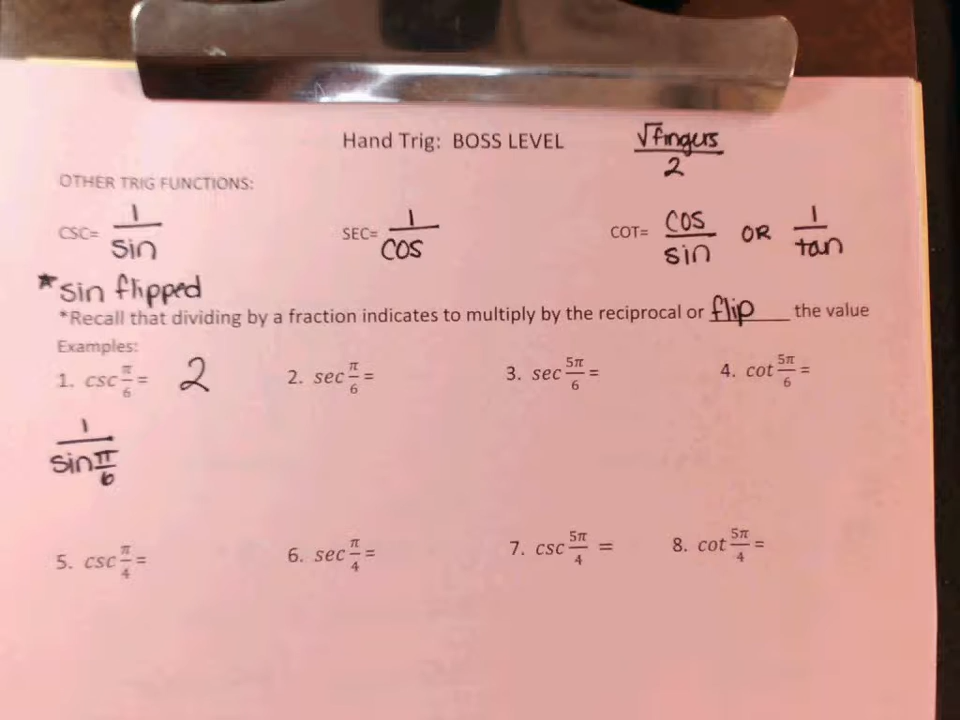 Hand Trig: BOSS LEVEL
√fingers/2
OTHER TRIG FUNCTIONS:
CSC= 1/sin SEC= 1/cos COT= cos/sin OR 1/tan
*sin flipped
*Recall that dividing by a fraction indicates to multiply by the reciprocal or flip the value
Examples:
1. csc π/6 = 2 2. sec π/6 = 3. sec 5π/6 = 4. cot 5π/6 =
1/sin π/6
5. csc π/4 = 6. sec π/4 = 7. csc 5π/4 = 8. cot 5π/4 =